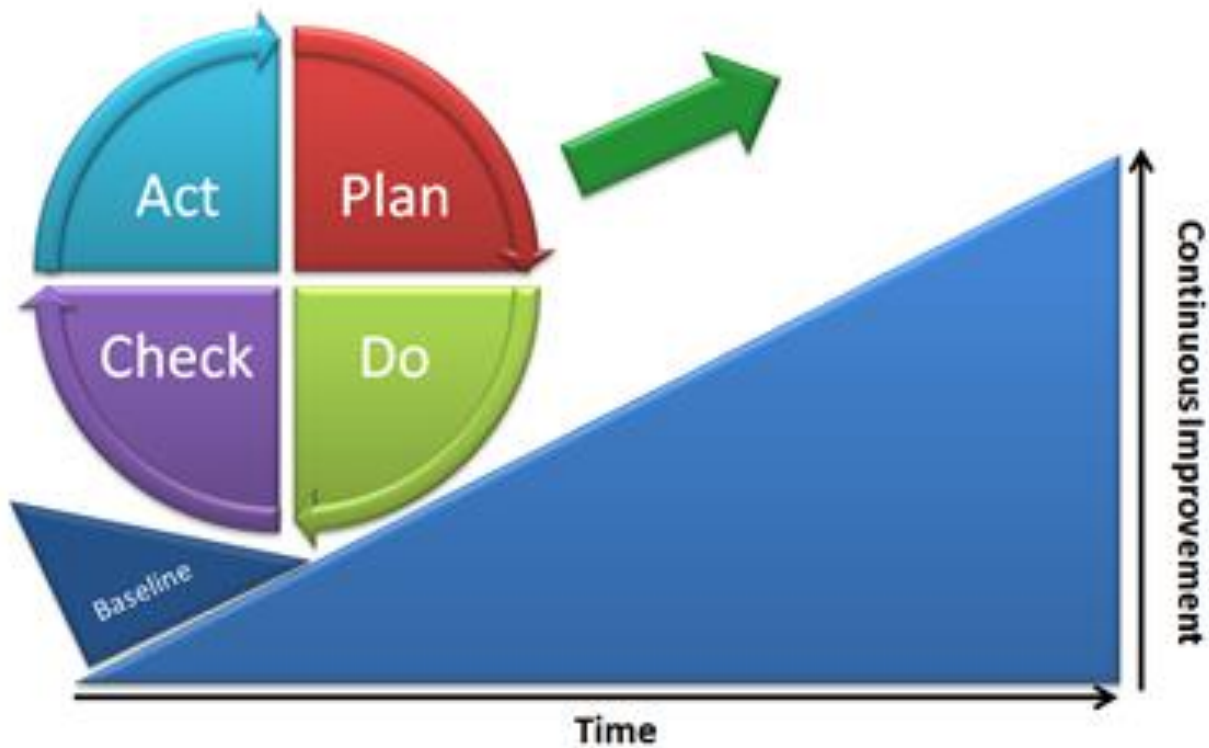 Act
Plan
Check
Do
Baseline
Continuous Improvement
Time